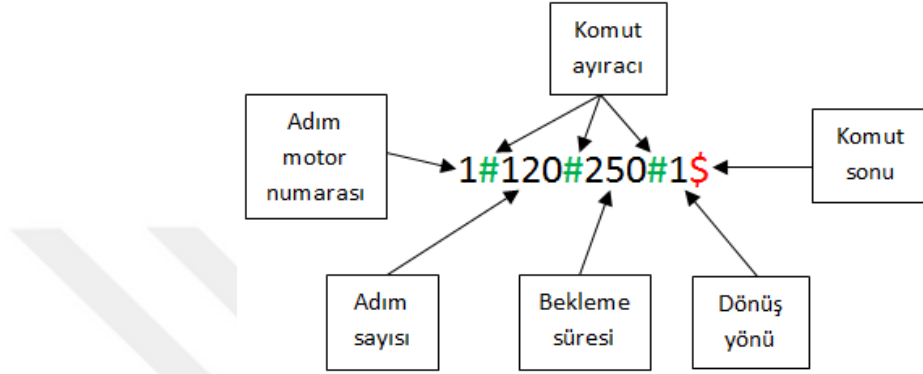 Komut
ayıracı
Adım
motor
numarası
Komut
sonu
1#120#250#1$
Adım
sayısı
Bekleme
süresi
Dönüş
yönü